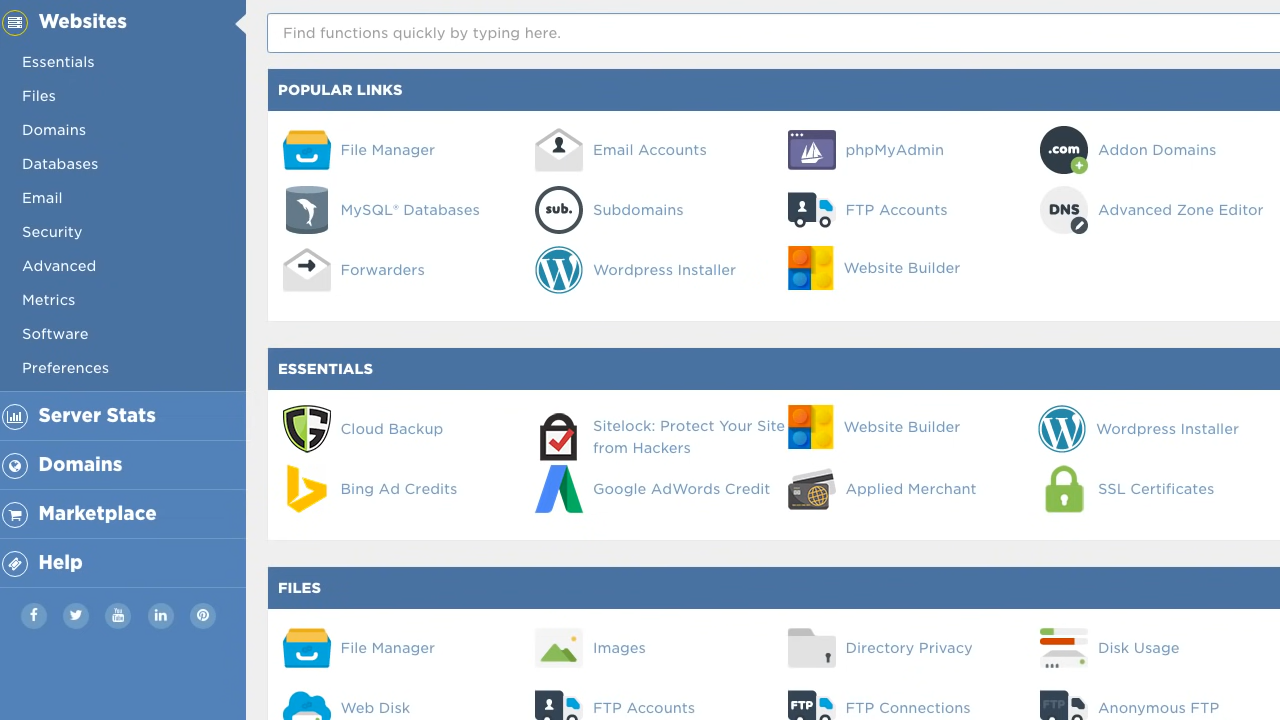 Websites
Essentials
Files
Domains
Databases
Email
Security
Advanced
Metrics
Software
Preferences
Server Stats
Domains
Marketplace
Help
f
You
Tube
in
Find functions quickly by typing here.
POPULAR LINKS
File Manager
Email Accounts
phpMyAdmin
.com
Addon Domains
MySQL® Databases
sub.
Subdomains
FTP Accounts
DNS
Advanced Zone Editor
Forwarders
Wordpress Installer
Website Builder
ESSENTIALS
Cloud Backup
Sitelock: Protect Your Site
from Hackers
Website Builder
Wordpress Installer
Bing Ad Credits
Google AdWords Credit
Applied Merchant
SSL Certificates
FILES
File Manager
Images
Directory Privacy
Disk Usage
Web Disk
FTP Accounts
FTP
FTP Connections
FTP
Anonymous FTP